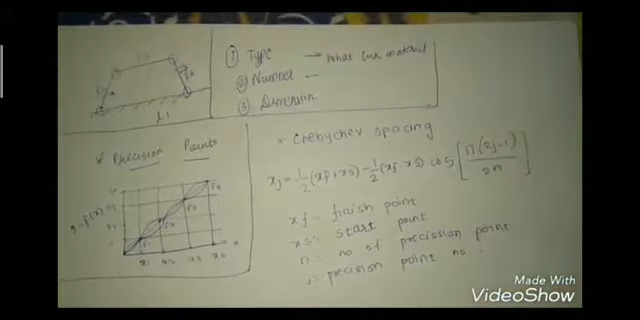 ① Type → What link material
② Number –
③ Dimension
l1
* Precision Points
y=f(x)
x1 x2 x3 x4 x
* Chebychev spacing
xj = 1/2 (xf+xs) - 1/2 (xf-xs) cos [π(2j-1)/2n]
xf = finish point
xs = start point
n = no of precission point
j = precision point no
Made With
VideoShow